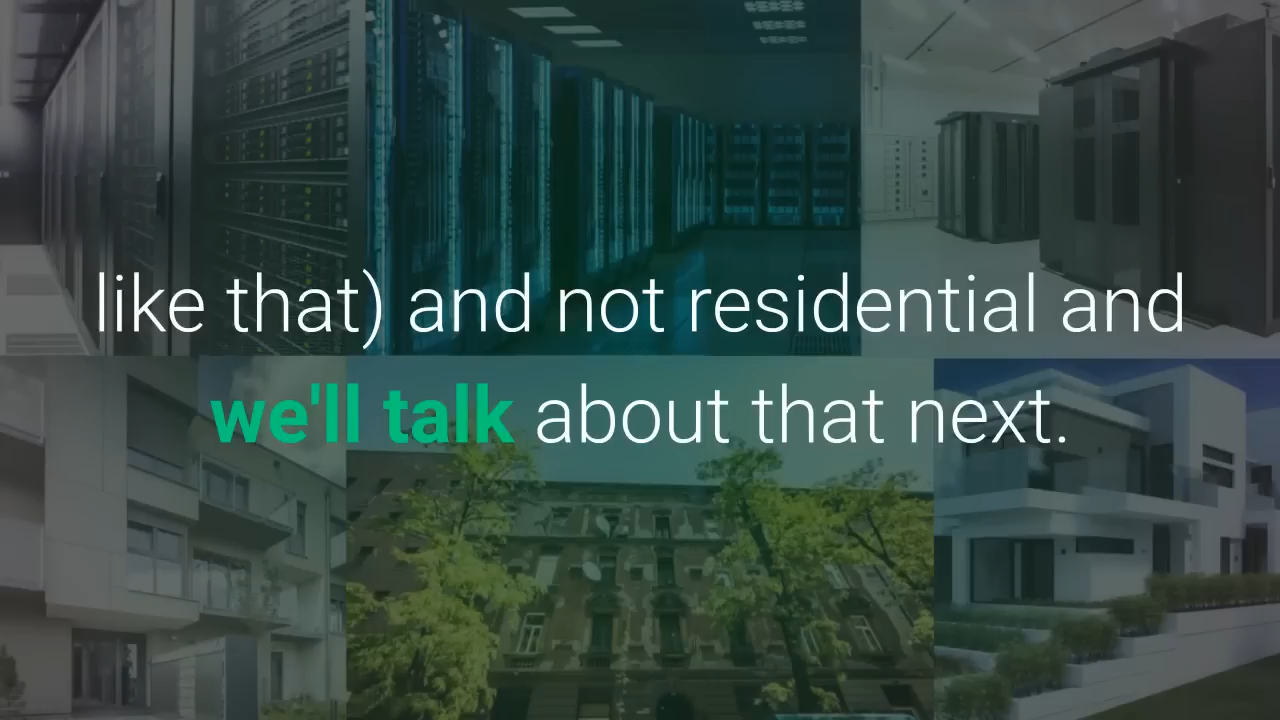 like that) and not residential and
we'll talk about that next.